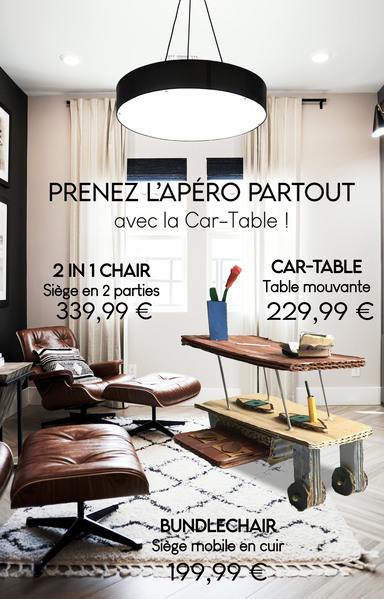 PRENEZ L'APÉRO PARTOUT
avec la Car-Table !
2 IN 1 CHAIR
Siège en 2 parties
339,99 €
CAR-TABLE
Table mouvante
229,99 €
BUNDLECHAIR
Siège mobile en cuir
199,99 €